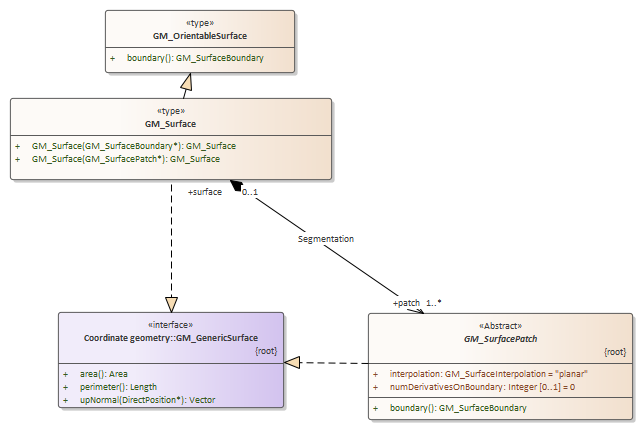 «type»
GM_OrientableSurface
+ boundary(): GM_SurfaceBoundary
«type»
GM_Surface
+ GM_Surface(GM_SurfaceBoundary*): GM_Surface
+ GM_Surface(GM_SurfacePatch*): GM_Surface
+surface 0..1
Segmentation
+patch 1..*
«interface»
Coordinate geometry::GM_GenericSurface
{root}
+ area(): Area
+ perimeter(): Length
+ upNormal(DirectPosition*): Vector
«Abstract»
GM_SurfacePatch
{root}
+ interpolation: GM_SurfaceInterpolation = "planar"
+ numDerivativesOnBoundary: Integer [0..1] = 0
+ boundary(): GM_SurfaceBoundary